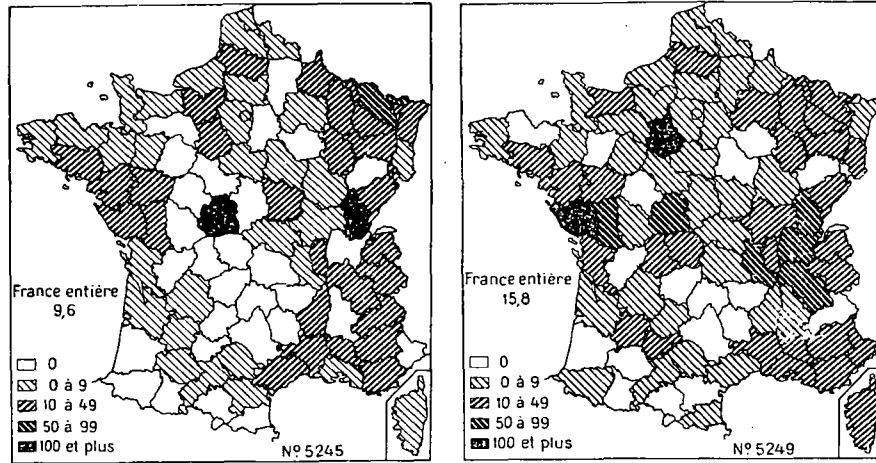 France entière
9,6
0
0 à 9
10 à 49
50 à 99
100 et plus
Nº 5245
France entière
15,8
0
0 à 9
10 à 49
50 à 99
100 et plus
Nº 5249